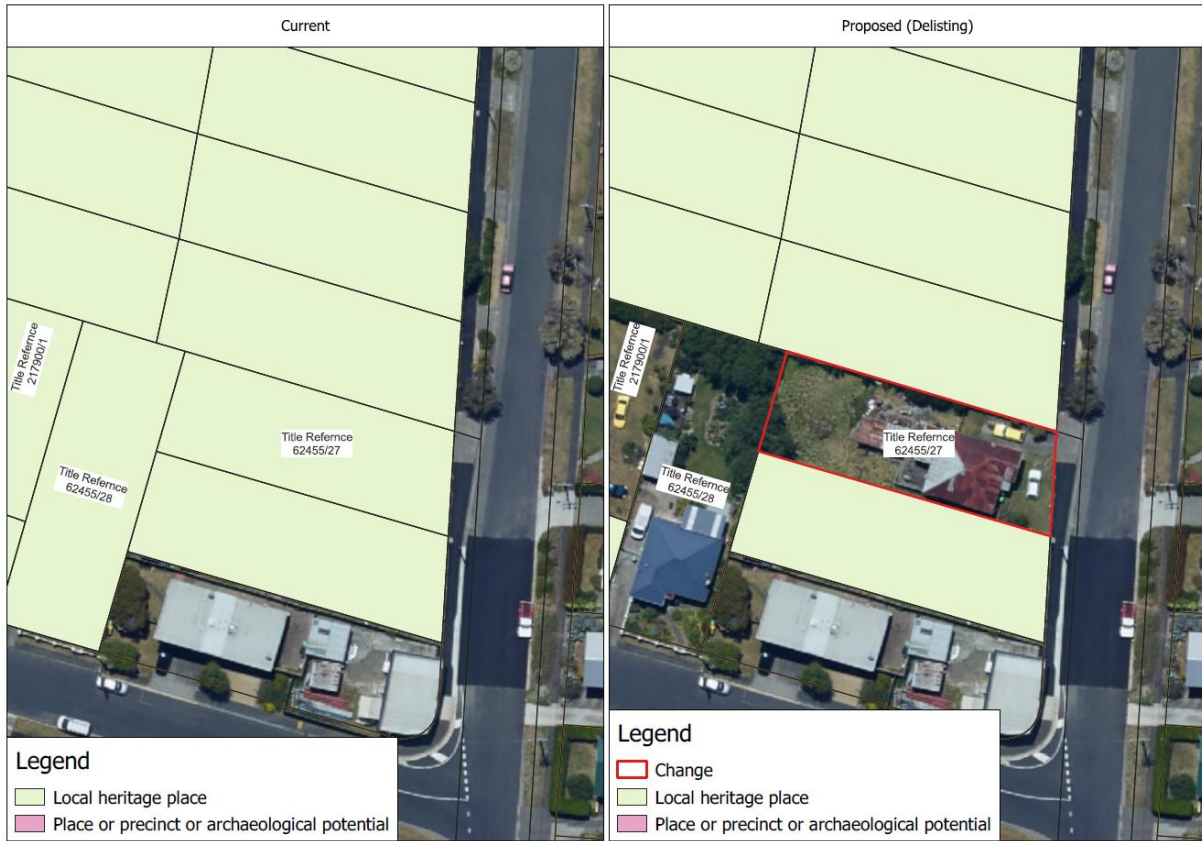 Current
Title Refernce
217900/1
Title Refernce
62455/27
Title Refernce
62455/28
Legend
Local heritage place
Place or precinct or archaeological potential
Proposed (Delisting)
Title Refernce
217900/1
Title Refernce
62455/27
Title Refernce
62455/28
Legend
Change
Local heritage place
Place or precinct or archaeological potential